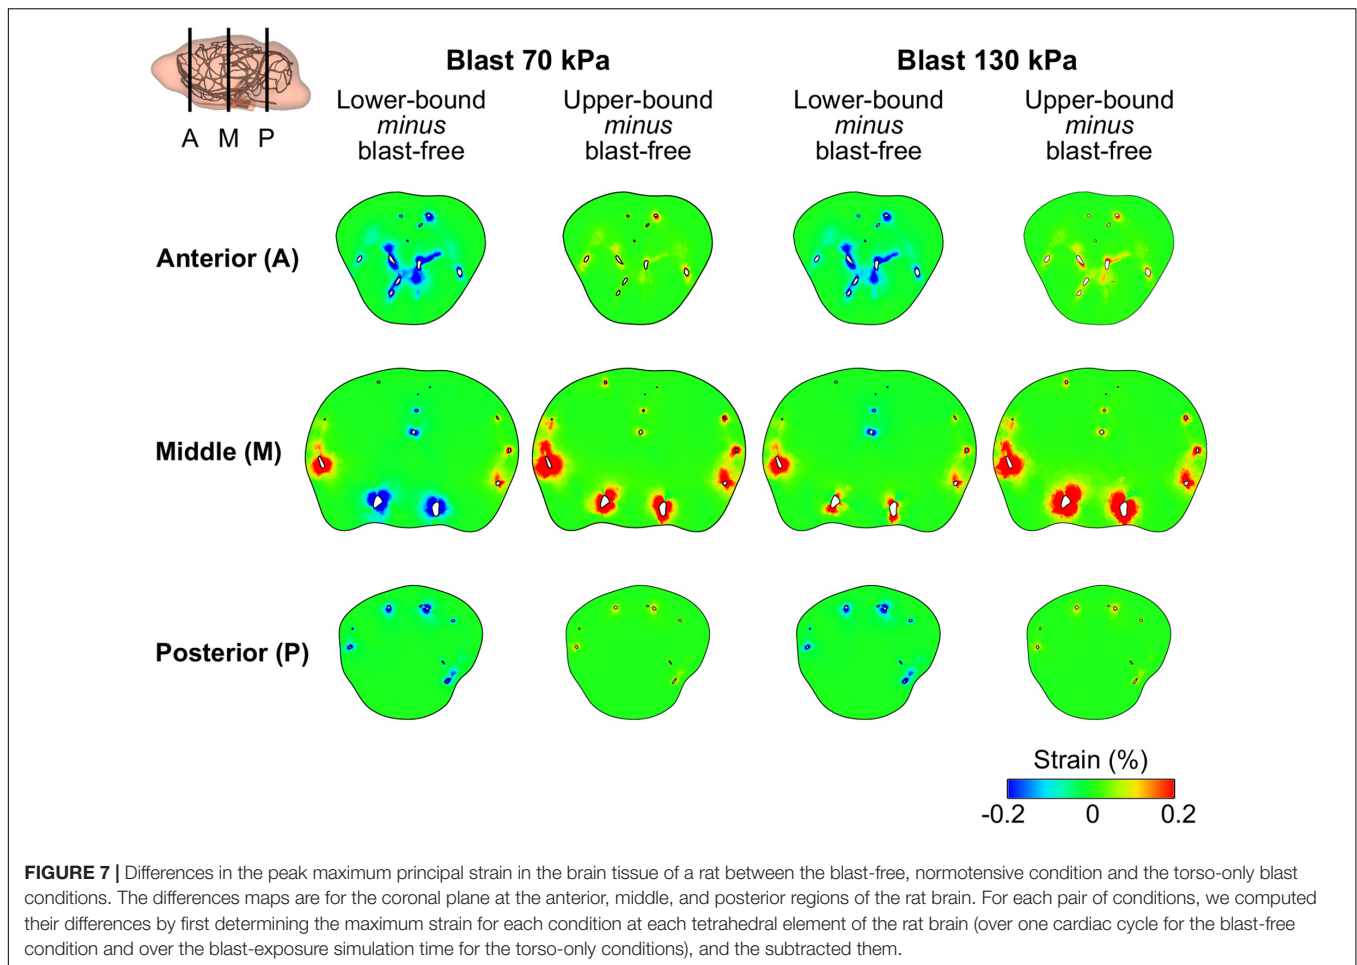 Blast 70 kPa
Blast 130 kPa
A M P
Lower-bound
minus
blast-free
Upper-bound
minus
blast-free
Lower-bound
minus
blast-free
Upper-bound
minus
blast-free
Anterior (A)
Middle (M)
Posterior (P)
Strain (%)
-0.2 0 0.2
FIGURE 7 | Differences in the peak maximum principal strain in the brain tissue of a rat between the blast-free, normotensive condition and the torso-only blast
conditions. The differences maps are for the coronal plane at the anterior, middle, and posterior regions of the rat brain. For each pair of conditions, we computed
their differences by first determining the maximum strain for each condition at each tetrahedral element of the rat brain (over one cardiac cycle for the blast-free
condition and over the blast-exposure simulation time for the torso-only conditions), and the subtracted them.